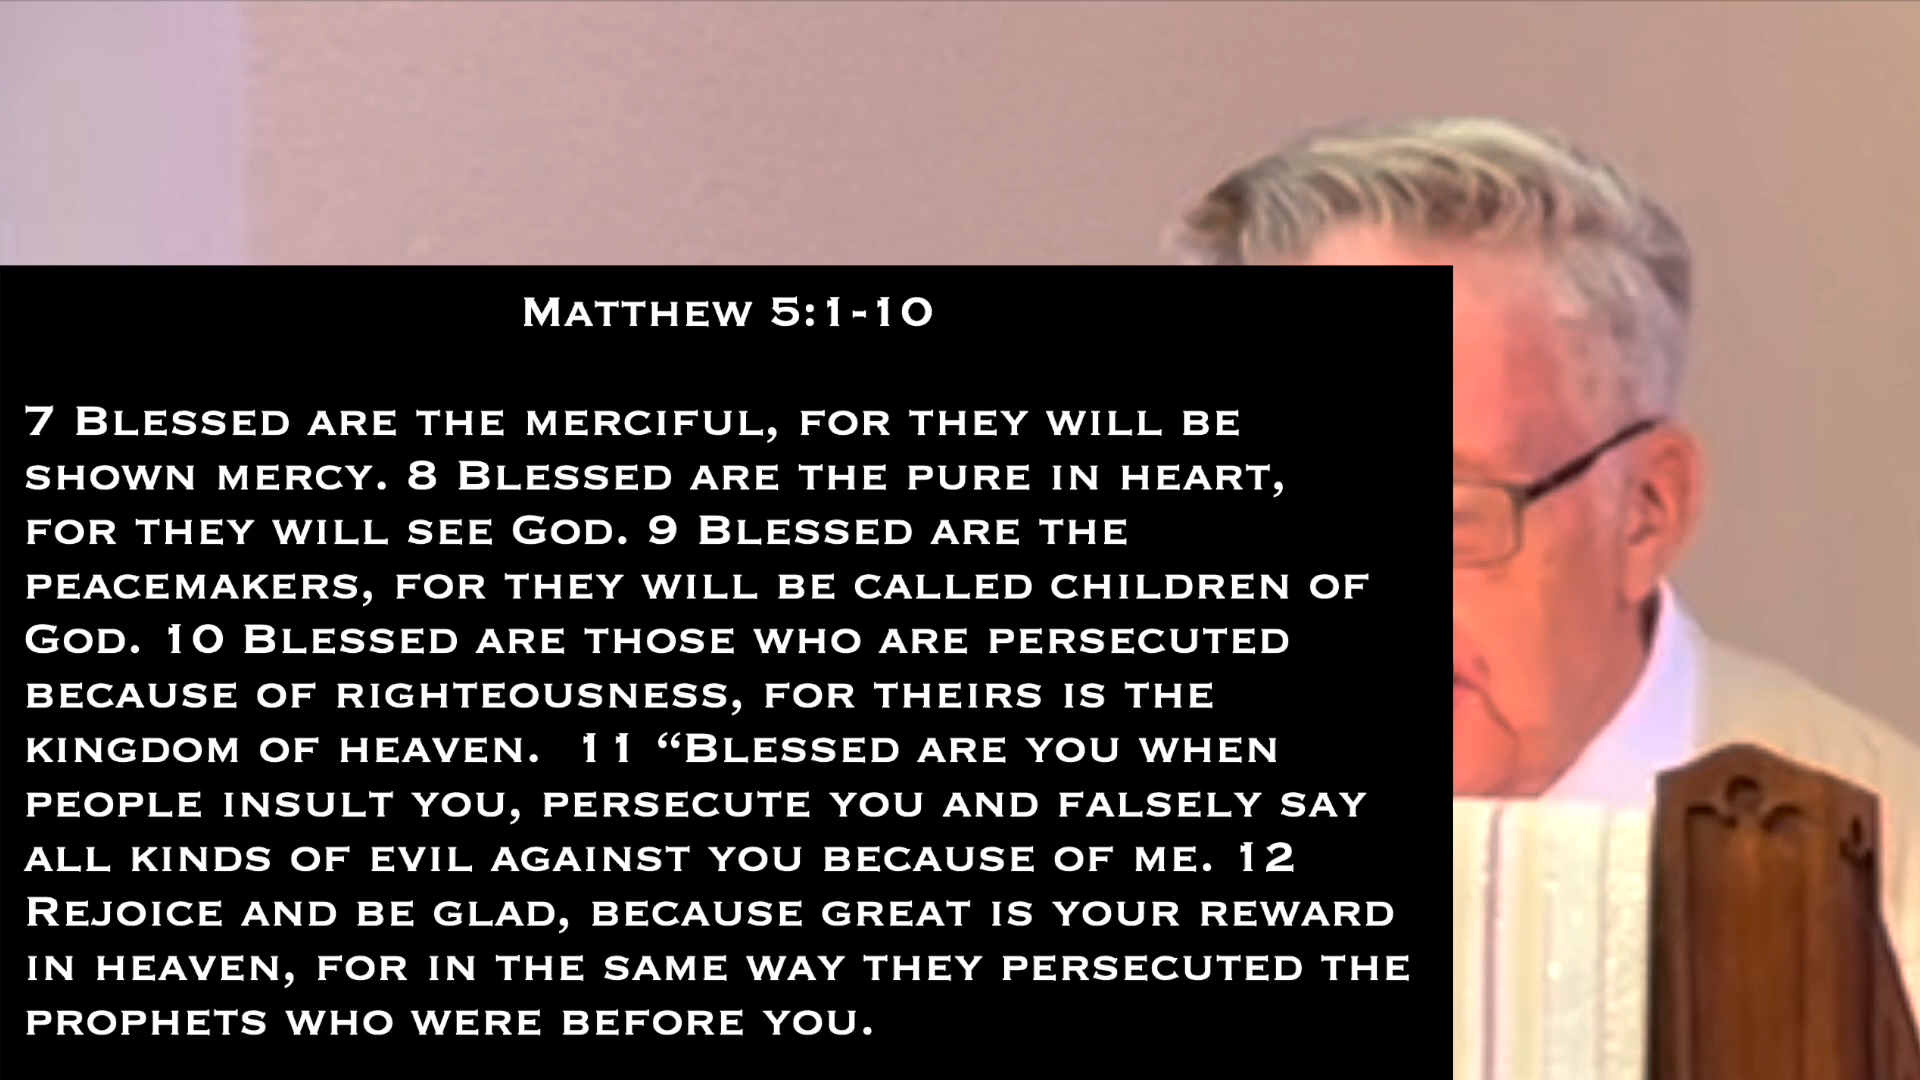 Matthew 5:1-10
7 Blessed are the merciful, for they will be
shown mercy. 8 Blessed are the pure in heart,
for they will see God. 9 Blessed are the
peacemakers, for they will be called children of
God. 10 Blessed are those who are persecuted
because of righteousness, for theirs is the
kingdom of heaven.  11 “Blessed are you when
people insult you, persecute you and falsely say
all kinds of evil against you because of me. 12
Rejoice and be glad, because great is your reward
in heaven, for in the same way they persecuted the
prophets who were before you.